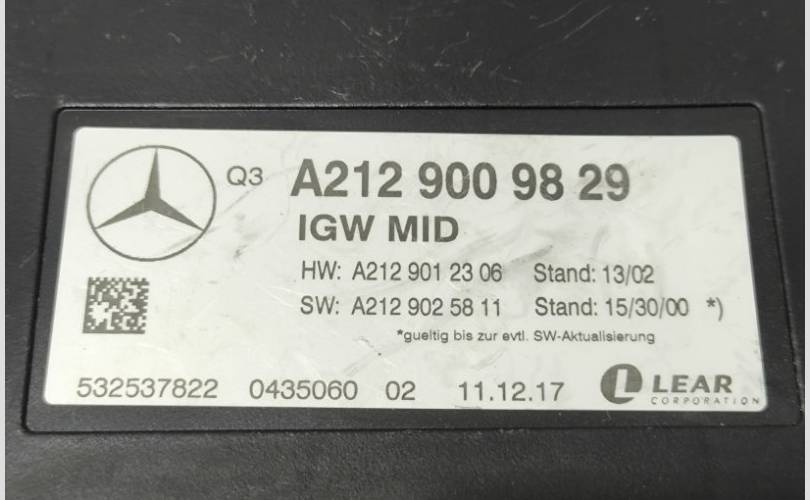 Q3 A212 900 98 29
IGW MID
HW: A212 901 23 06 Stand: 13/02
SW: A212 902 58 11 Stand: 15/30/00 *)
*gueltig bis zur evtl. SW-Aktualisierung
532537822 0435060 02 11.12.17 LEAR
CORPORATION